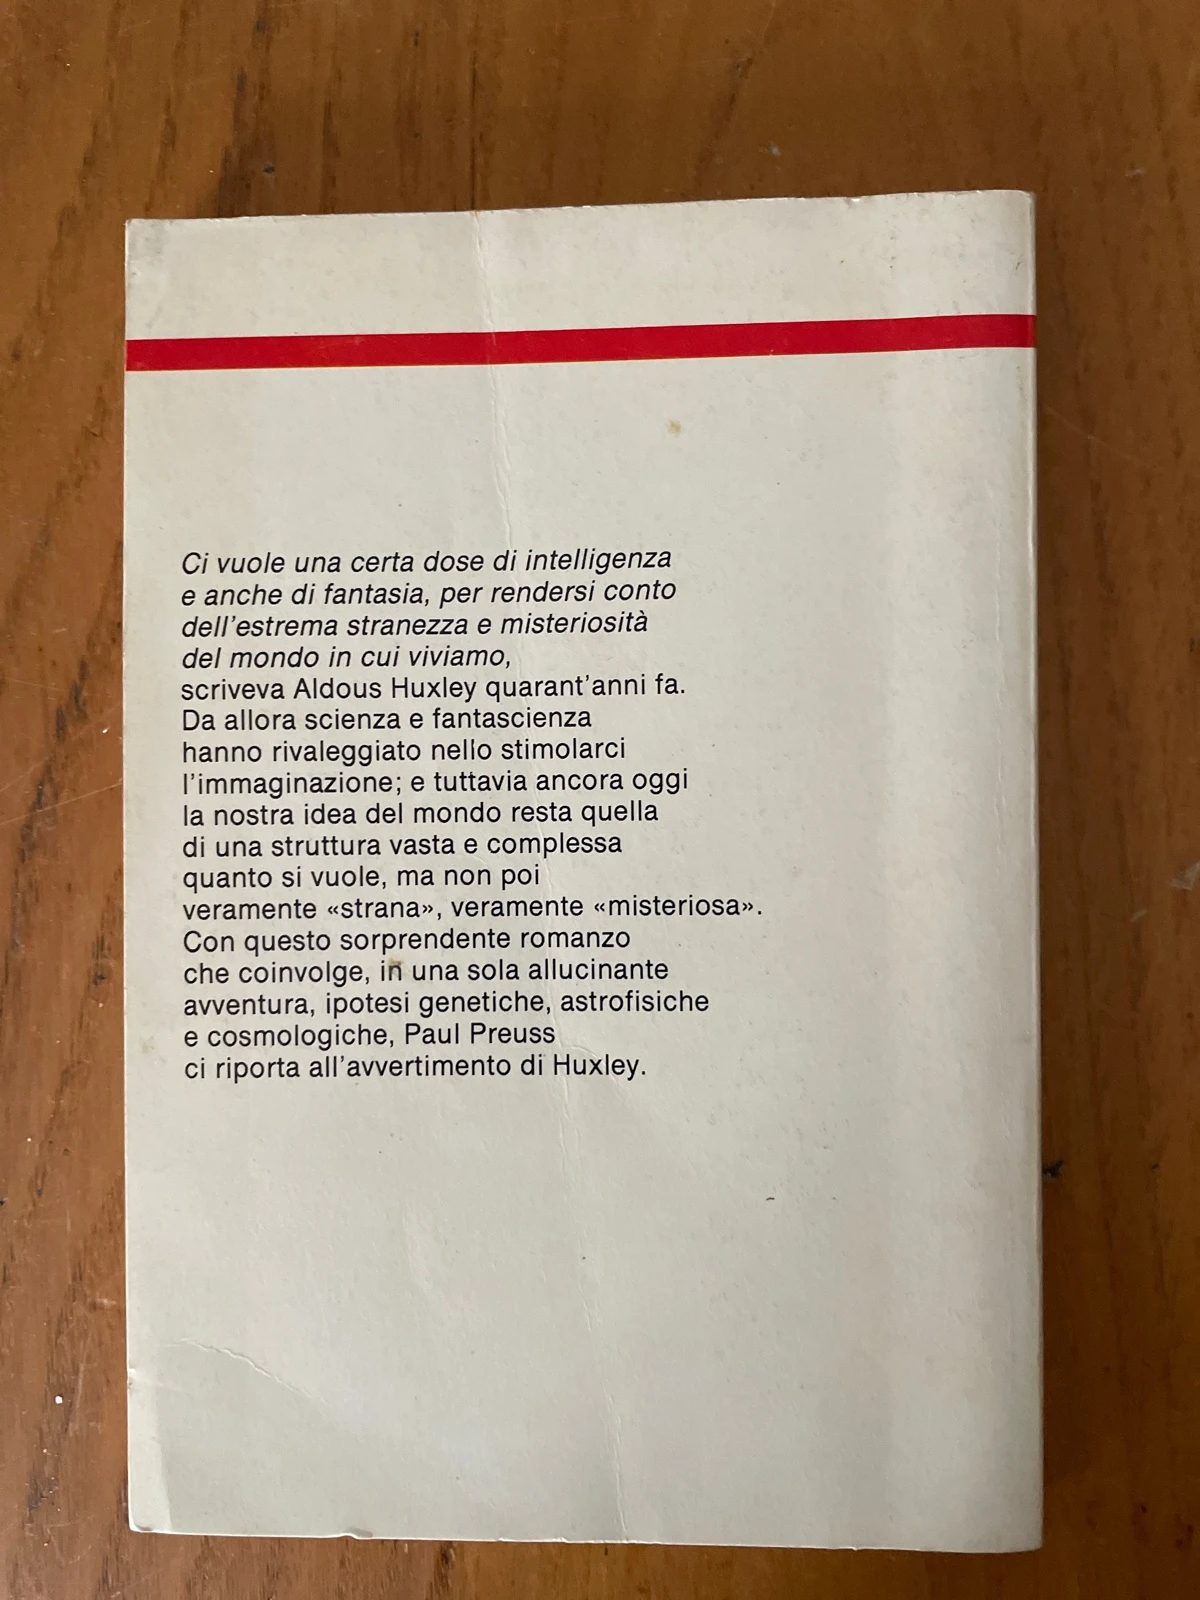 Ci vuole una certa dose di intelligenza
e anche di fantasia, per rendersi conto
dell'estrema stranezza e misteriosità
del mondo in cui viviamo,
scriveva Aldous Huxley quarant'anni fa.
Da allora scienza e fantascienza
hanno rivaleggiato nello stimolarci
l'immaginazione; e tuttavia ancora oggi
la nostra idea del mondo resta quella
di una struttura vasta e complessa
quanto si vuole, ma non poi
veramente «strana», veramente «misteriosa».
Con questo sorprendente romanzo
che coinvolge, in una sola allucinante
avventura, ipotesi genetiche, astrofisiche
e cosmologiche, Paul Preuss
ci riporta all'avvertimento di Huxley.